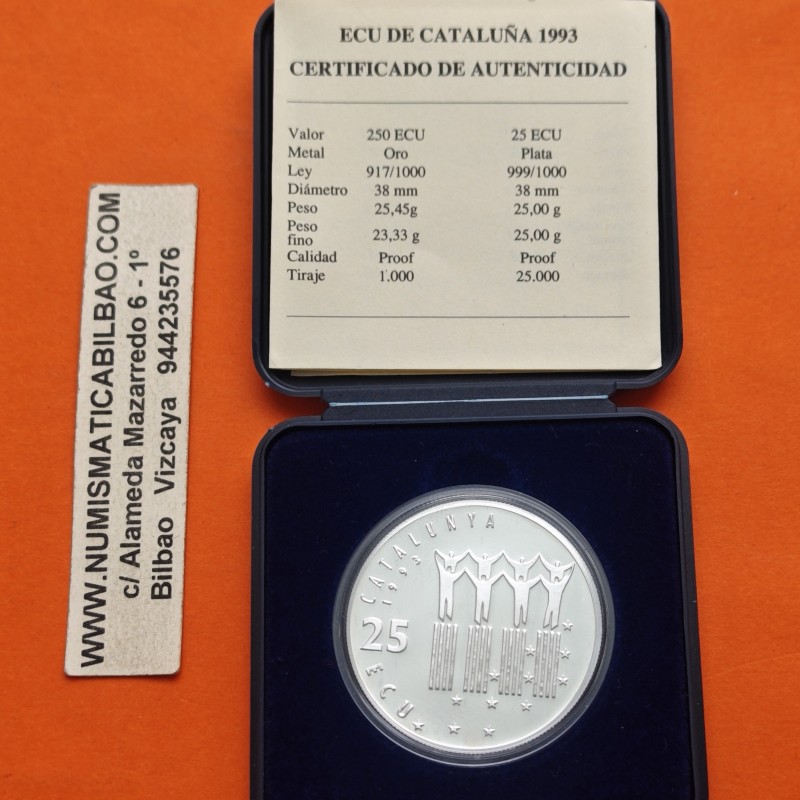 ECU DE CATALUÑA 1993
CERTIFICADO DE AUTENTICIDAD
Valor 250 ECU 25 ECU
Metal Oro Plata
Ley 917/1000 999/1000
Diámetro 38 mm 38 mm
Peso 25,45g 25,00g
Peso fino 23,33 g 25,00g
Calidad Proof Proof
Tiraje 1.000 25.000
WWW.NUMISMATICABILBAO.COM
c/ Alameda Mazarredo 6 - 1º
Bilbao Vizcaya 944235576
CATALUNYA
1993
25
ECU